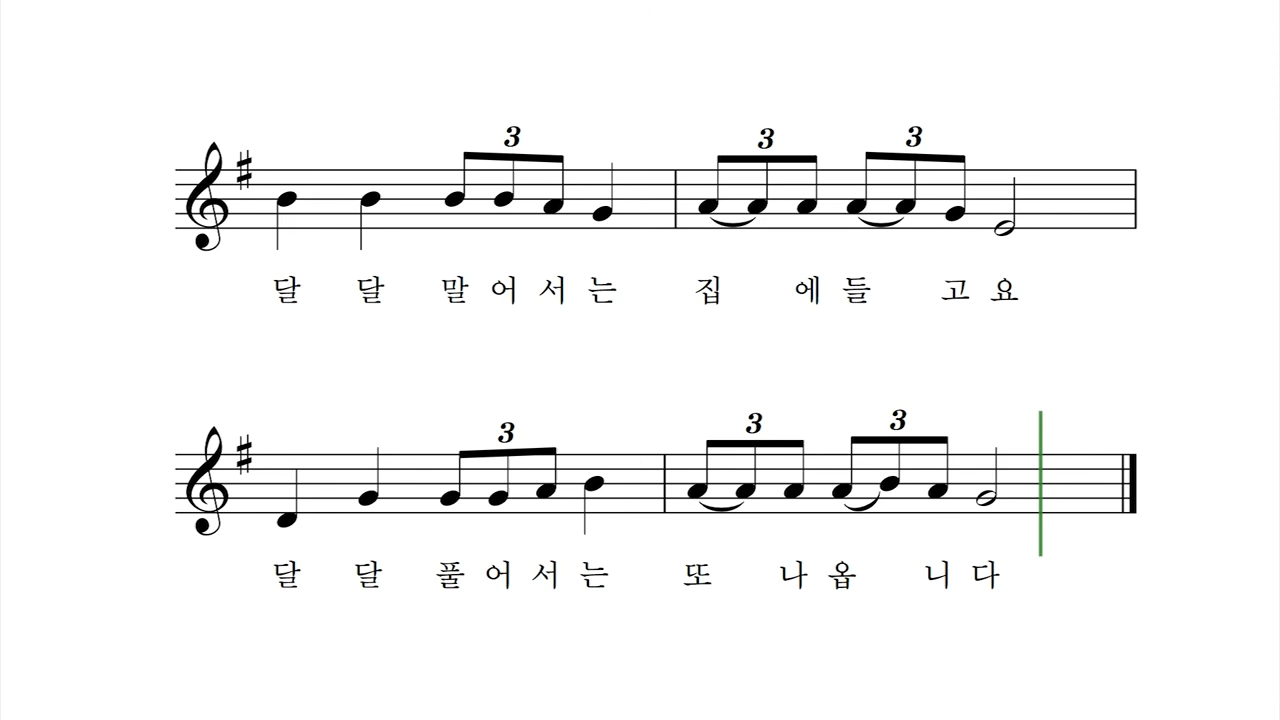 3
3 3
달 달 말 어 서 는 집 에 들 고 요
3
3 3
달 달 풀 어 서 는 또 나 옵 니 다